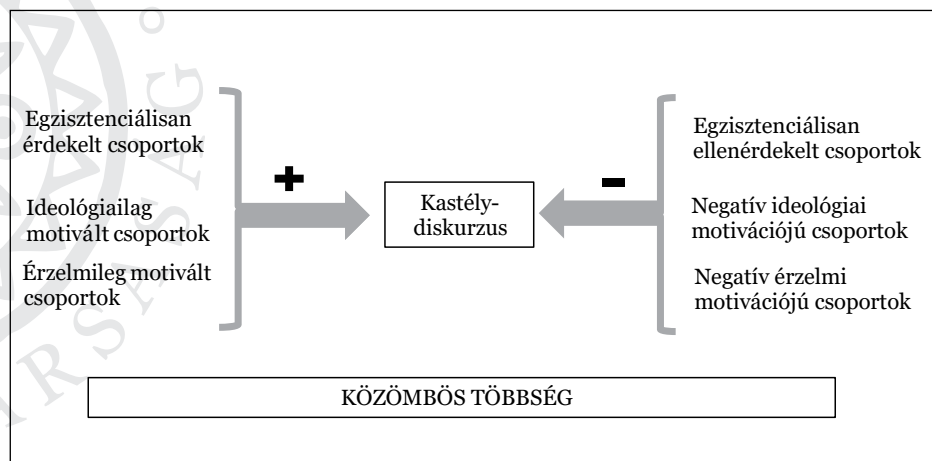 Egzisztenciálisan
érdekelt csoportok
Ideológiailag
motivált csoportok
Érzelmileg motivált
csoportok
+
Kastély-
diskurzus
-
Egzisztenciálisan
ellenérdekelt csoportok
Negatív ideológiai
motivációjú csoportok
Negatív érzelmi
motivációjú csoportok
KÖZÖMBÖS TÖBBSÉG